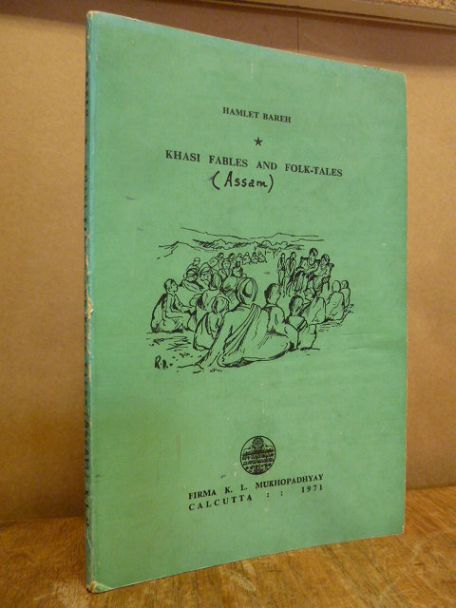 HAMLET BAREH
★
KHASI FABLES AND FOLK-TALES
(Assam)
R.N.
FIRMA K. L. MUKHOPADHYAY
CALCUTTA : : 1971